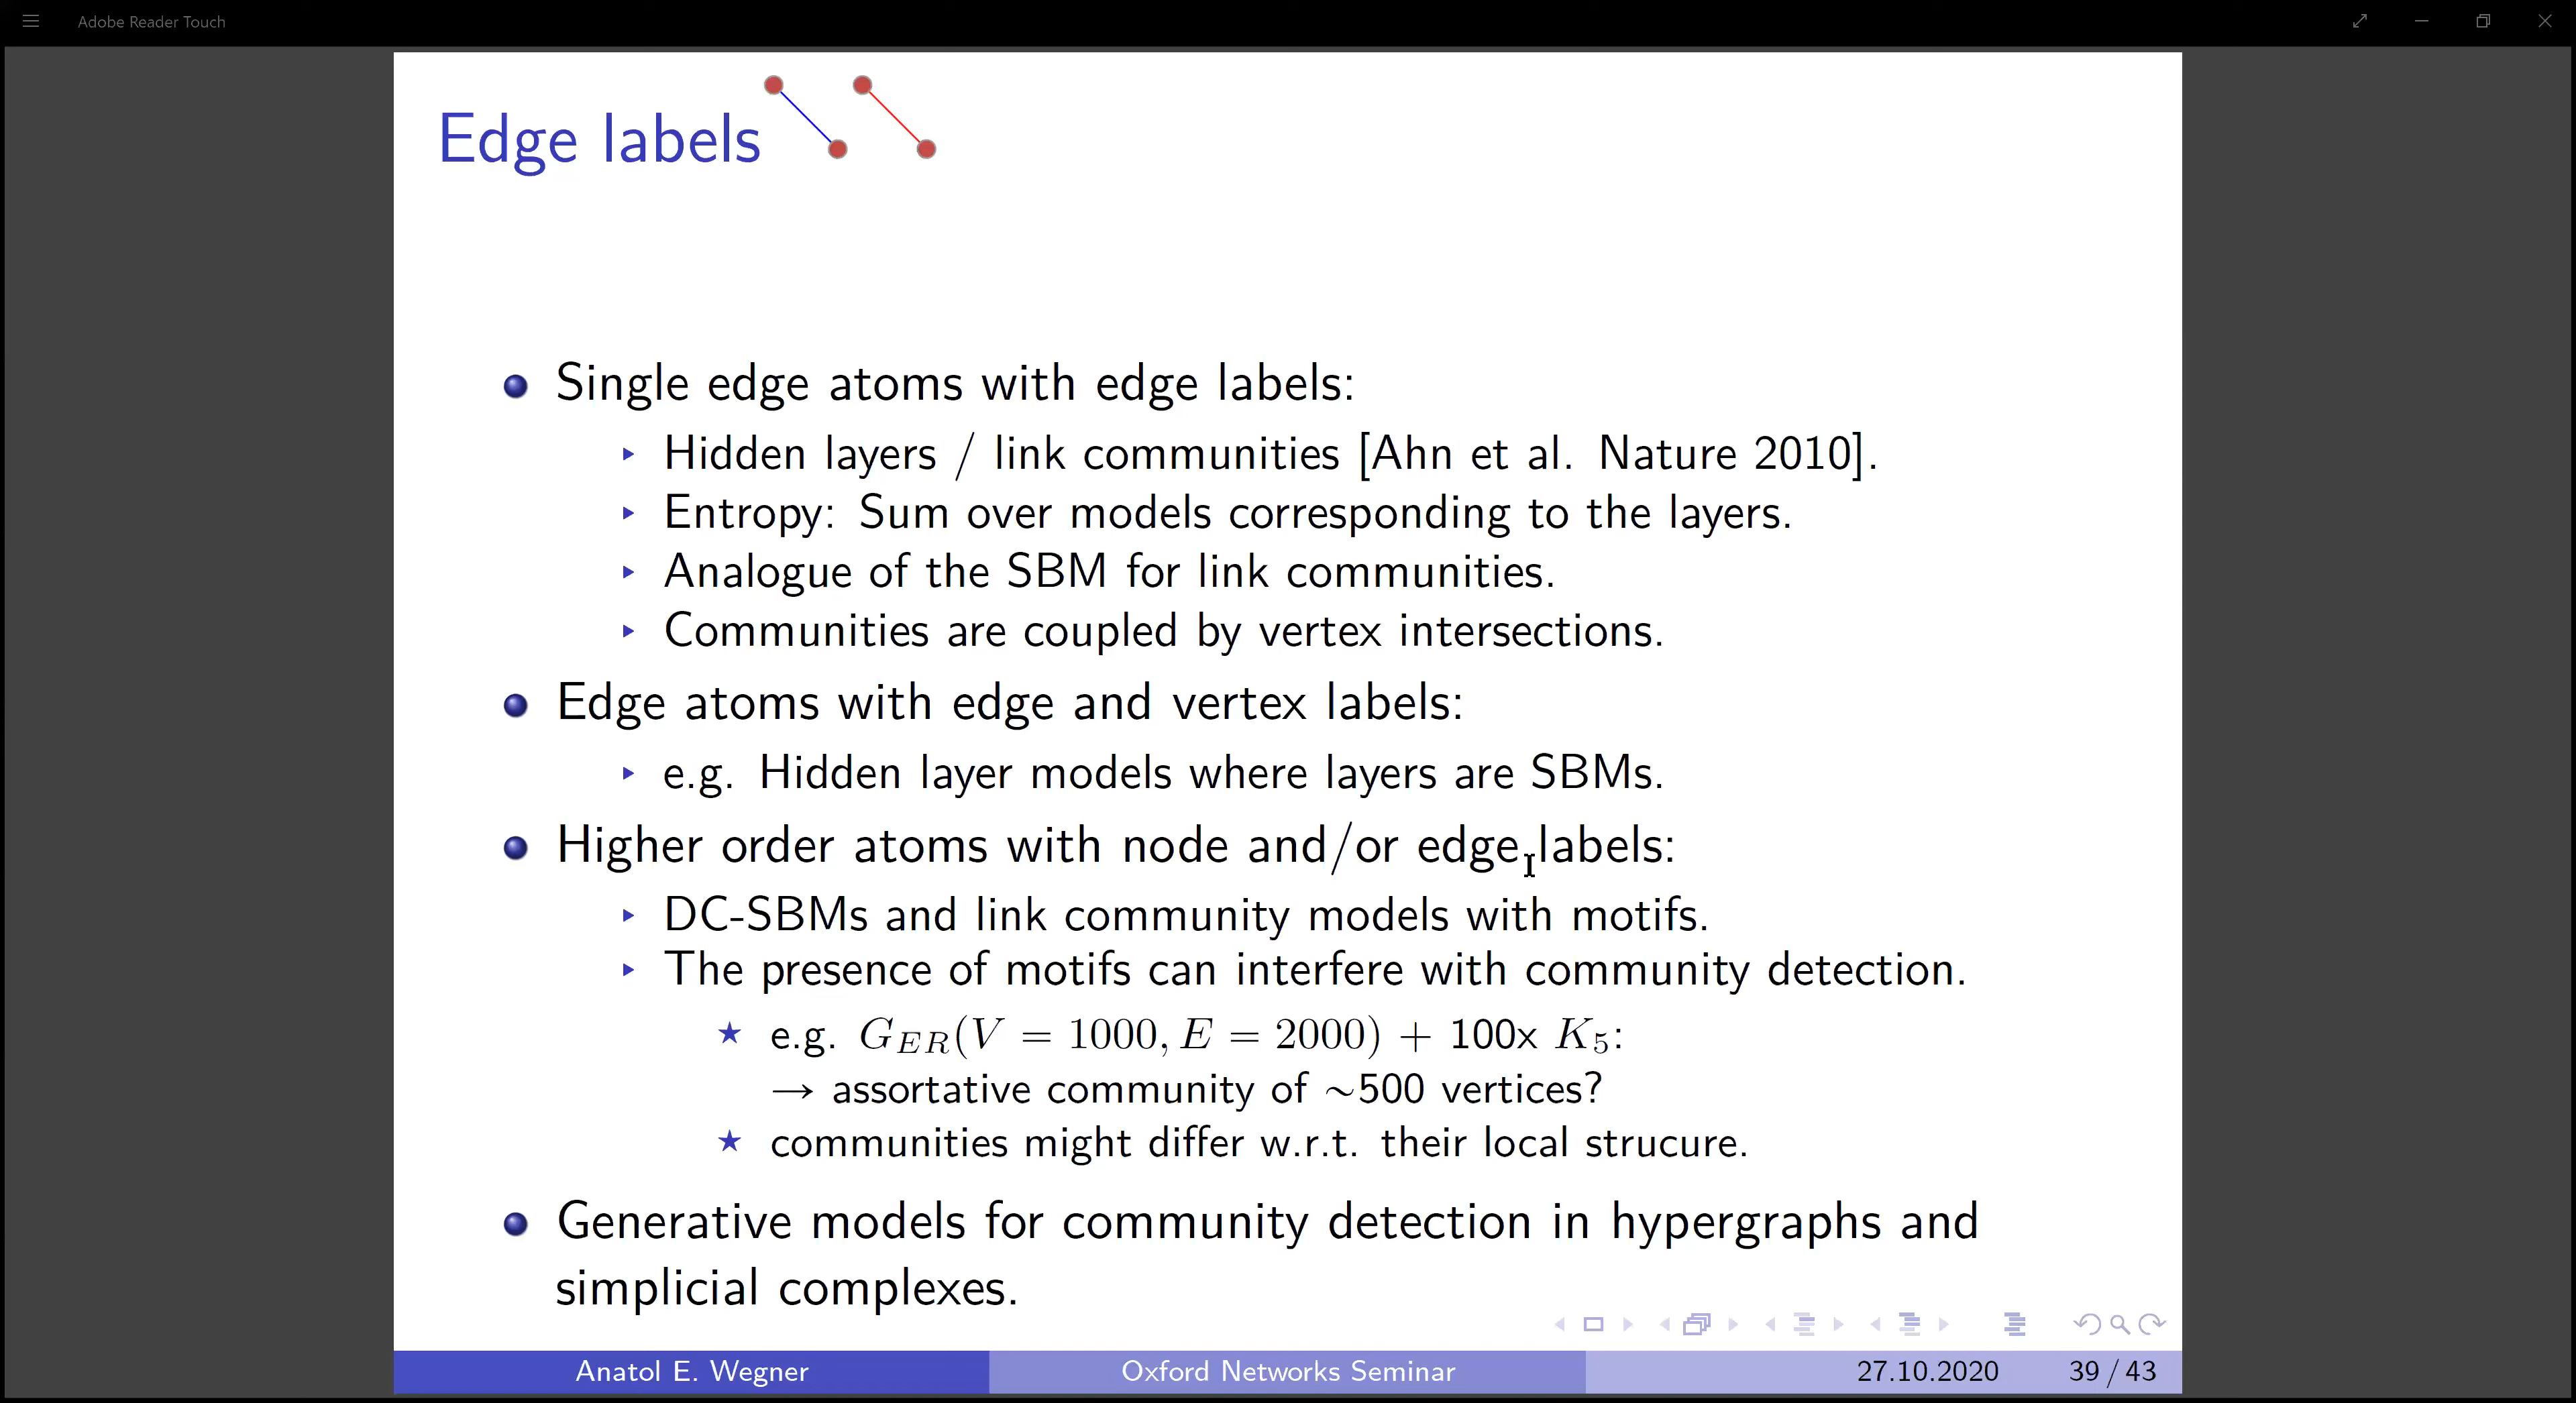 Adobe Reader Touch
Edge labels
Single edge atoms with edge labels:
Hidden layers / link communities [Ahn et al. Nature 2010].
Entropy: Sum over models corresponding to the layers.
Analogue of the SBM for link communities.
Communities are coupled by vertex intersections.
Edge atoms with edge and vertex labels:
e.g. Hidden layer models where layers are SBMs.
Higher order atoms with node and/or edge labels:
DC-SBMs and link community models with motifs.
The presence of motifs can interfere with community detection.
e.g. G_{ER}(V = 1000, E = 2000) + 100x K_5:
→ assortative community of ~500 vertices?
communities might differ w.r.t. their local strucure.
Generative models for community detection in hypergraphs and
simplicial complexes.
Anatol E. Wegner Oxford Networks Seminar 27.10.2020 39 / 43